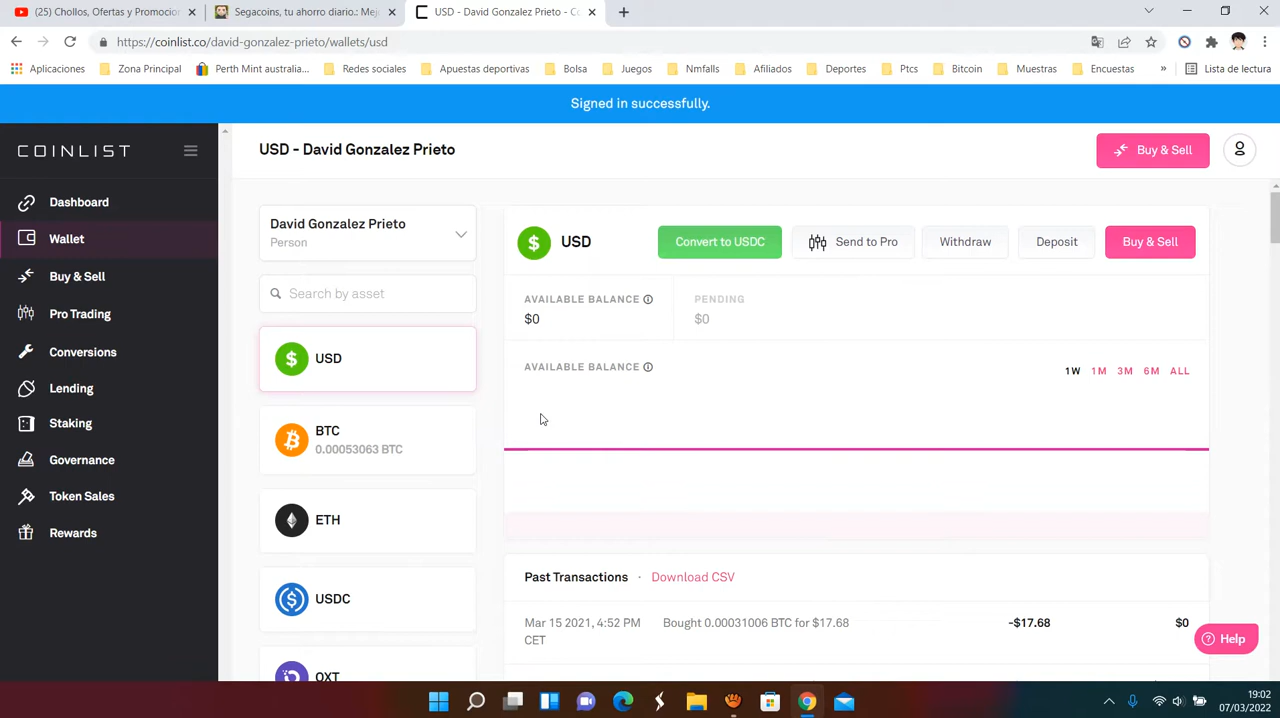 (25) Chollos, Ofertas y Promocion
Segacoins, tu ahorro diario.: Mej
USD - David Gonzalez Prieto - Co
https://coinlist.co/david-gonzalez-prieto/wallets/usd
Aplicaciones Zona Principal Perth Mint australia... Redes sociales Apuestas deportivas Bolsa Juegos Nmfalls Afiliados Deportes Ptcs Bitcoin Muestras Encuestas » Lista de lectura
Signed in successfully.
COINLIST
USD - David Gonzalez Prieto
Buy & Sell
Dashboard
Wallet
Buy & Sell
Pro Trading
Conversions
Lending
Staking
Governance
Token Sales
Rewards
David Gonzalez Prieto
Person
Search by asset
USD
BTC
0.00053063 BTC
ETH
USDC
OXT
$ USD Convert to USDC Send to Pro Withdraw Deposit Buy & Sell
AVAILABLE BALANCE PENDING
$0 $0
AVAILABLE BALANCE
1W 1M 3M 6M ALL
Past Transactions · Download CSV
Mar 15 2021, 4:52 PM Bought 0.00031006 BTC for $17.68 -$17.68 $0
CET
Help
19:02
07/03/2022